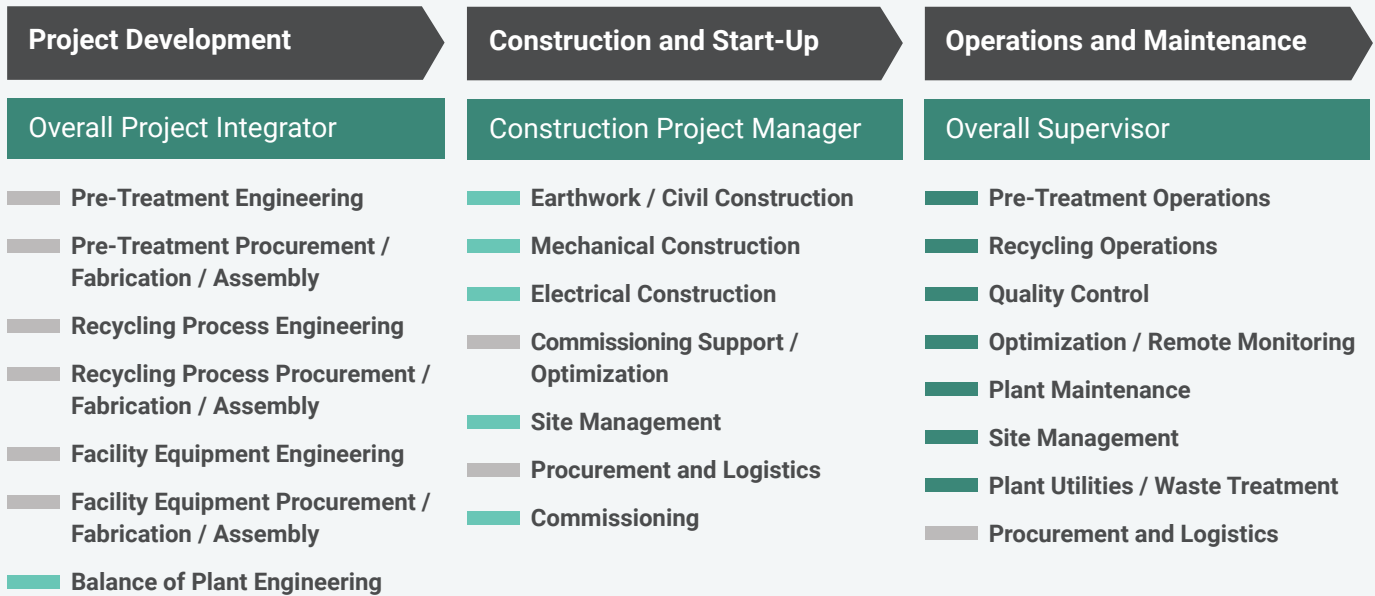 Project Development
Overall Project Integrator
Pre-Treatment Engineering
Pre-Treatment Procurement /
Fabrication / Assembly
Recycling Process Engineering
Recycling Process Procurement /
Fabrication / Assembly
Facility Equipment Engineering
Facility Equipment Procurement /
Fabrication / Assembly
Balance of Plant Engineering
Construction and Start-Up
Construction Project Manager
Earthwork / Civil Construction
Mechanical Construction
Electrical Construction
Commissioning Support /
Optimization
Site Management
Procurement and Logistics
Commissioning
Operations and Maintenance
Overall Supervisor
Pre-Treatment Operations
Recycling Operations
Quality Control
Optimization / Remote Monitoring
Plant Maintenance
Site Management
Plant Utilities / Waste Treatment
Procurement and Logistics